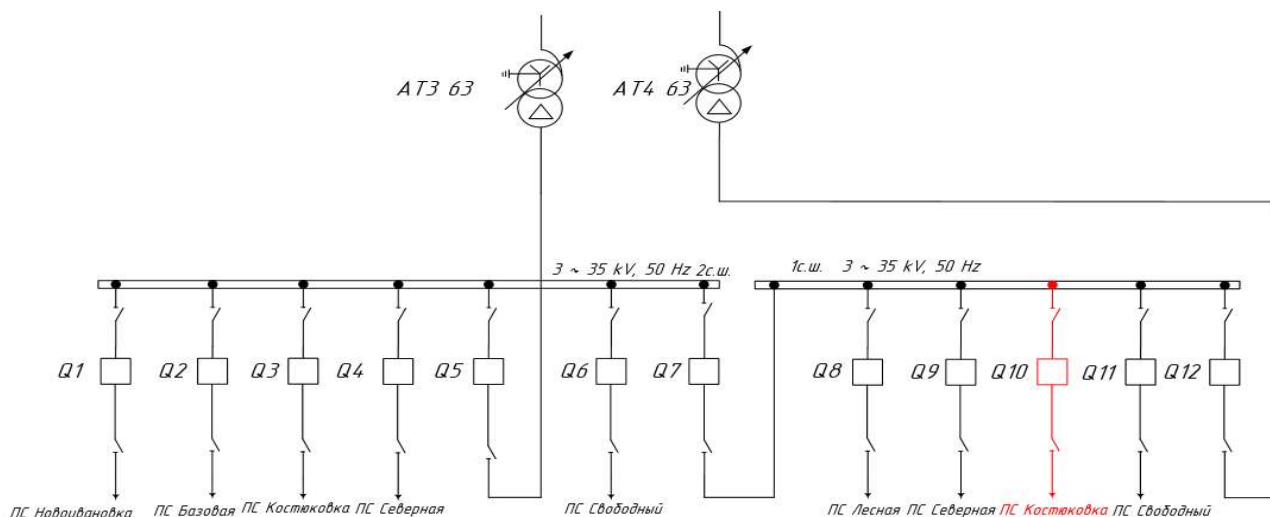 АТ3 63
АТ4 63
3 ~ 35 kV, 50 Hz 2с.ш.
1с.ш. 3 ~ 35 kV, 50 Hz
Q1
Q2
Q3
Q4
Q5
Q6
Q7
Q8
Q9
Q10
Q11
Q12
ПС Новоивановка
ПС Базовая
ПС Костюковка
ПС Северная
ПС Свободный
ПС Лесная
ПС Северная
ПС Костюковка
ПС Свободный